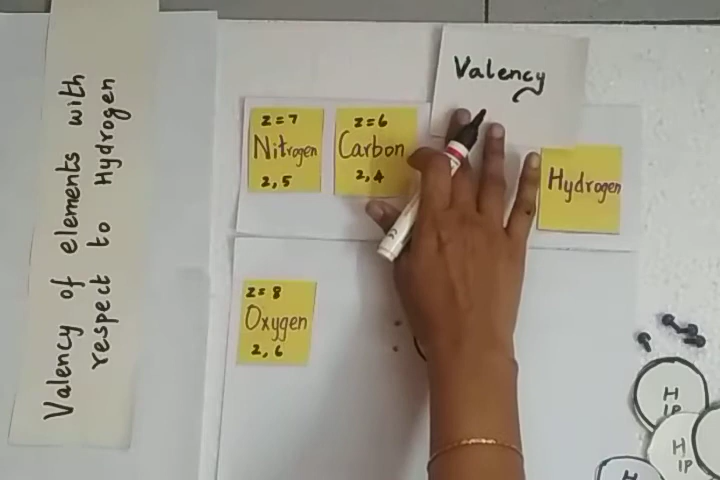 Valency of elements with
respect to Hydrogen
Valency
Z=7
Nitrogen
2,5
Z=6
Carbon
2,4
Hydrogen
Z=8
Oxygen
2,6
H
1P
H
1P
H